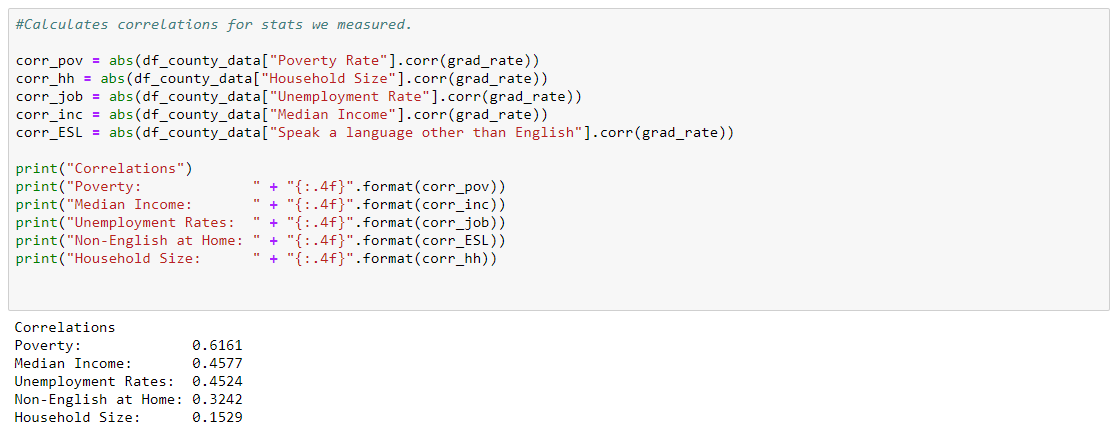 #Calculates correlations for stats we measured.
corr_pov = abs(df_county_data["Poverty Rate"].corr(grad_rate))
corr_hh = abs(df_county_data["Household Size"].corr(grad_rate))
corr_job = abs(df_county_data["Unemployment Rate"].corr(grad_rate))
corr_inc = abs(df_county_data["Median Income"].corr(grad_rate))
corr_ESL = abs(df_county_data["Speak a language other than English"].corr(grad_rate))
print("Correlations")
print("Poverty:             " + "{:.4f}".format(corr_pov))
print("Median Income:       " + "{:.4f}".format(corr_inc))
print("Unemployment Rates:  " + "{:.4f}".format(corr_job))
print("Non-English at Home: " + "{:.4f}".format(corr_ESL))
print("Household Size:      " + "{:.4f}".format(corr_hh))
Correlations
Poverty:             0.6161
Median Income:       0.4577
Unemployment Rates:  0.4524
Non-English at Home: 0.3242
Household Size:      0.1529